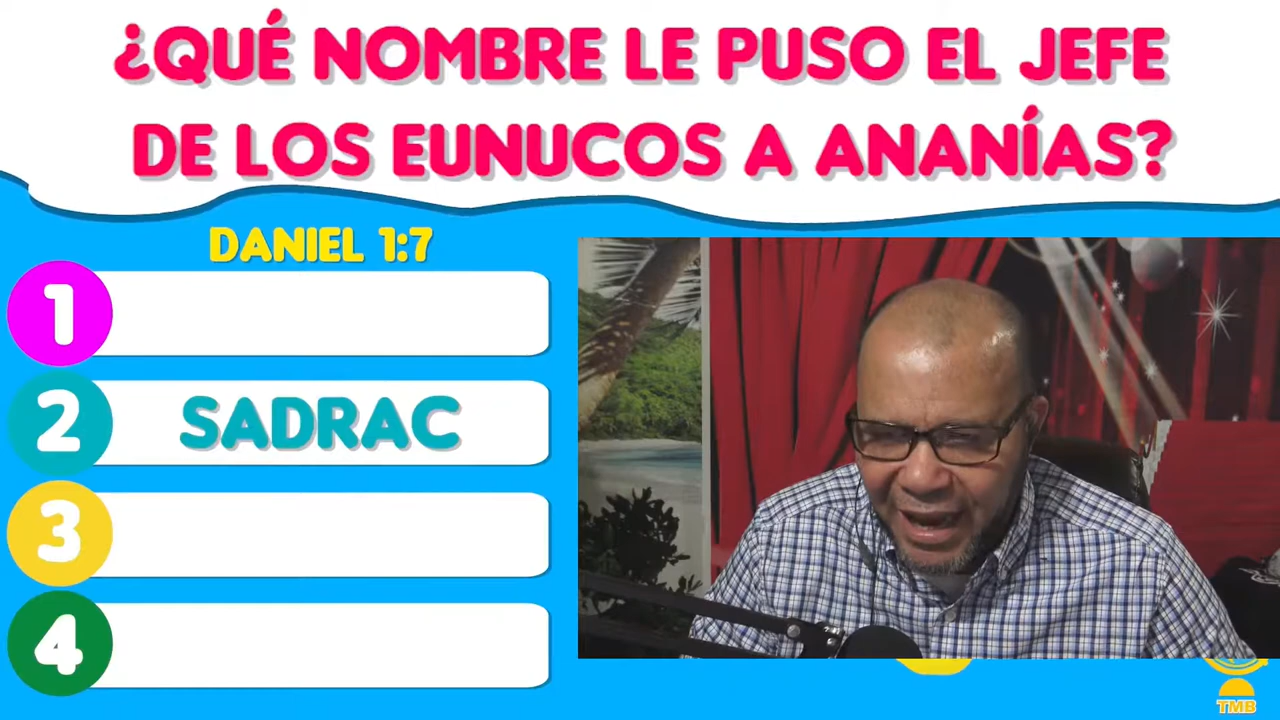 ¿QUÉ NOMBRE LE PUSO EL JEFE
DE LOS EUNUCOS A ANANÍAS?
DANIEL 1:7
1
2 SADRAC
3
4
TMB